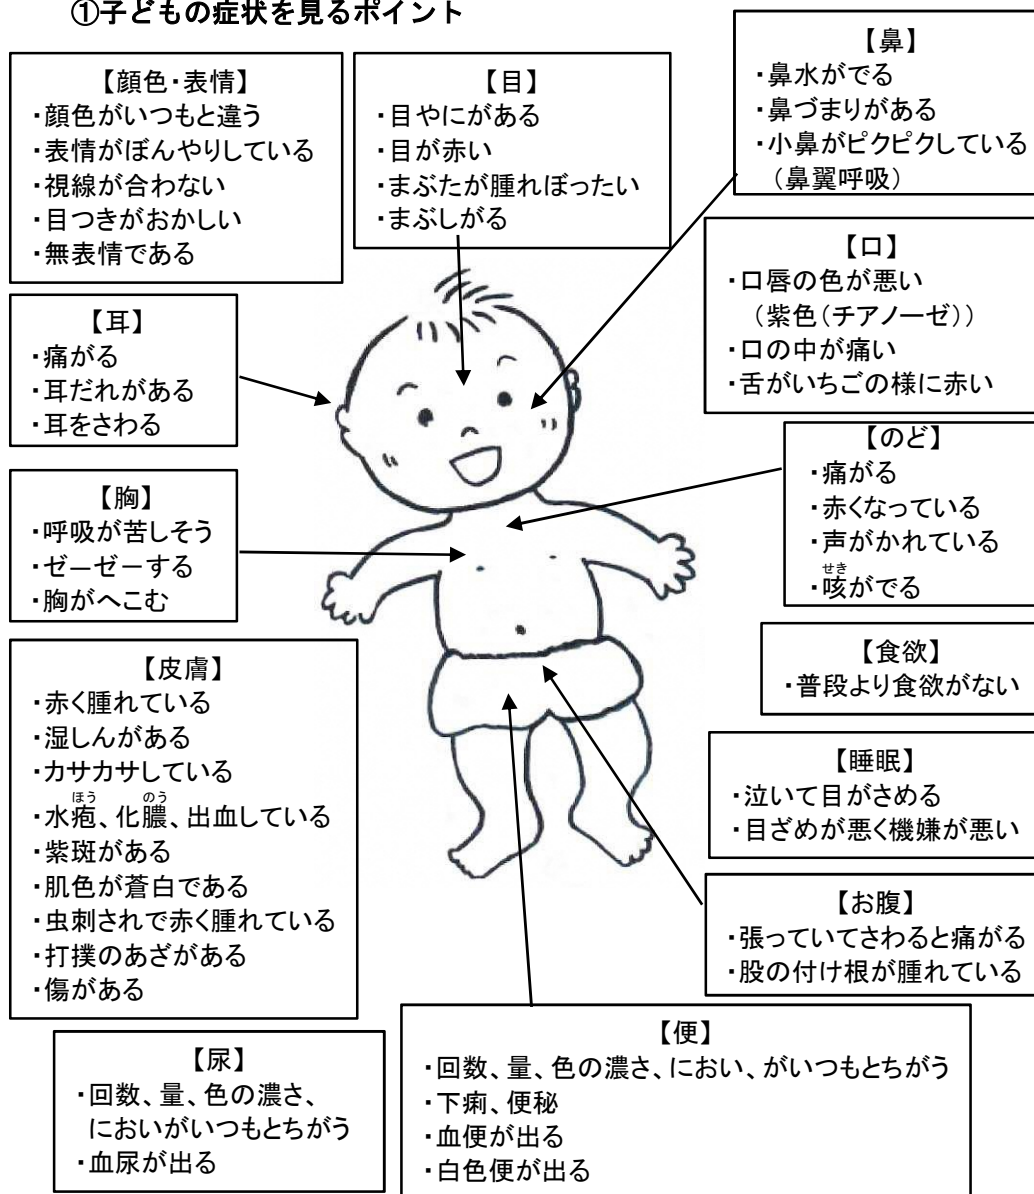 ①子どもの症状を見るポイント
【顔色・表情】
・顔色がいつもと違う
・表情がぼんやりしている
・視線が合わない
・目つきがおかしい
・無表情である
【目】
・目やにがある
・目が赤い
・まぶたが腫れぼったい
・まぶしがる
【鼻】
・鼻水がでる
・鼻づまりがある
・小鼻がピクピクしている
（鼻翼呼吸）
【口】
・口唇の色が悪い
（紫色（チアノーゼ））
・口の中が痛い
・舌がいちごの様に赤い
【耳】
・痛がる
・耳だれがある
・耳をさわる
【のど】
・痛がる
・赤くなっている
・声がかれている
せき
・咳がでる
【胸】
・呼吸が苦しそう
・ゼーゼーする
・胸がへこむ
【食欲】
・普段より食欲がない
【皮膚】
・赤く腫れている
・湿しんがある
・カサカサしている
ほう のう
・水疱、化膿、出血している
・紫斑がある
・肌色が蒼白である
・虫刺されで赤く腫れている
・打撲のあざがある
・傷がある
【睡眠】
・泣いて目がさめる
・目ざめが悪く機嫌が悪い
【お腹】
・張っていてさわると痛がる
・股の付け根が腫れている
【尿】
・回数、量、色の濃さ、
においがいつもとちがう
・血尿が出る
【便】
・回数、量、色の濃さ、におい、がいつもとちがう
・下痢、便秘
・血便が出る
・白色便が出る